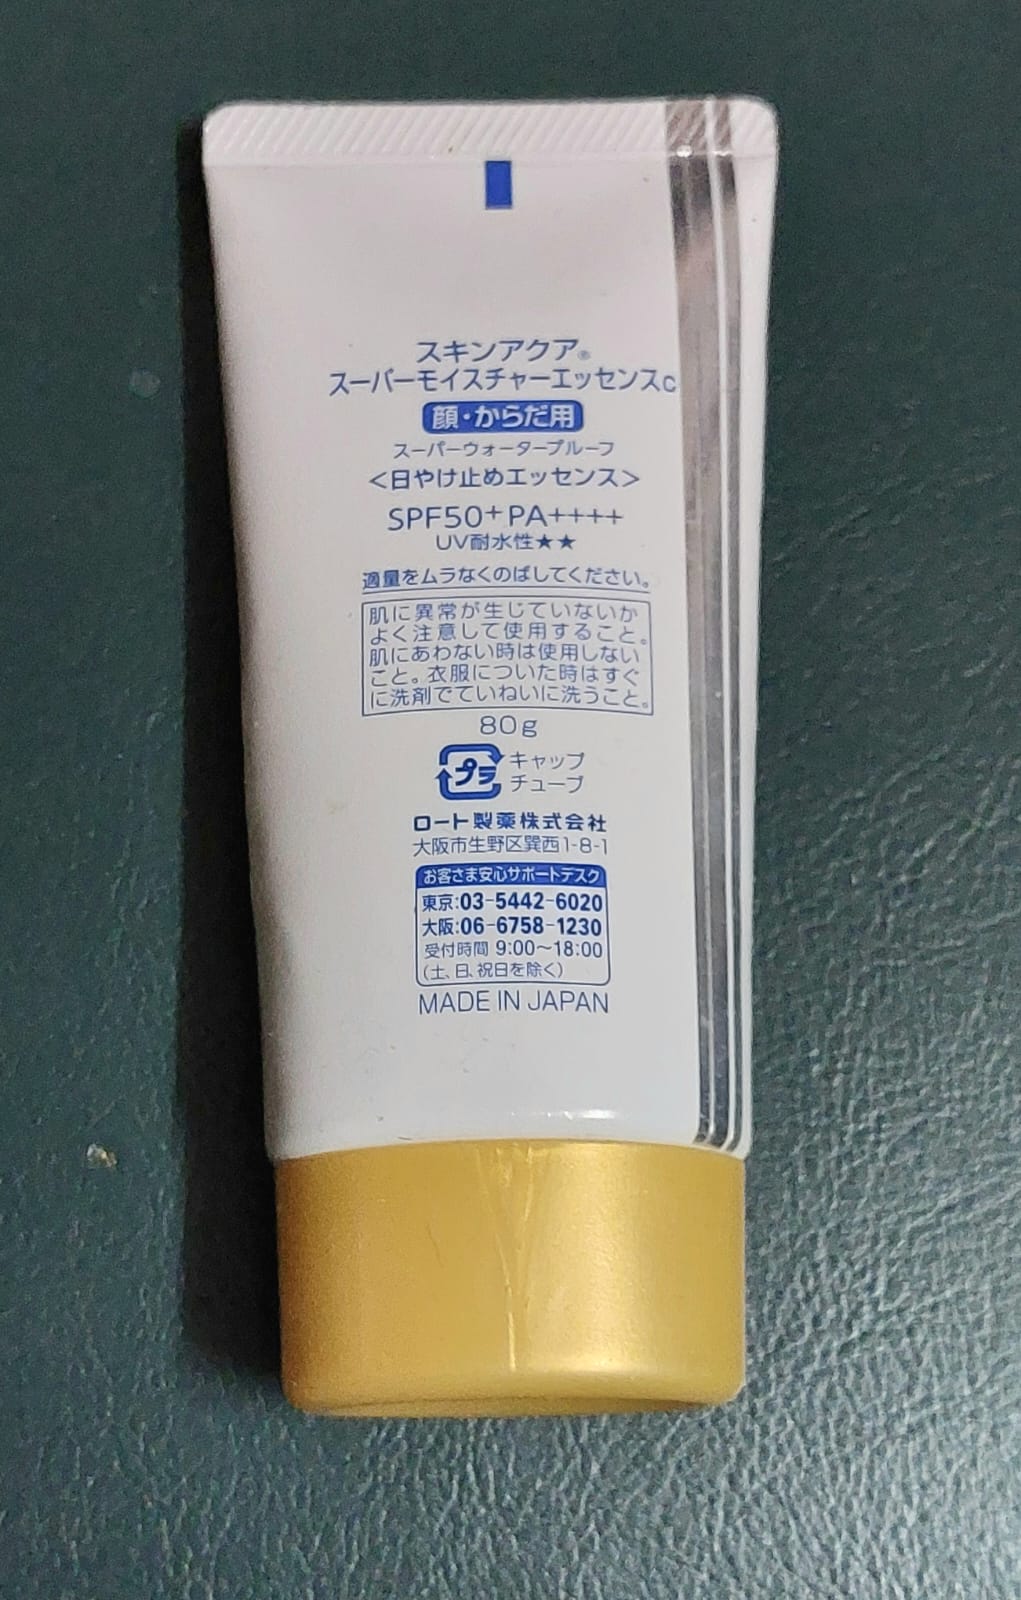 スキンアクア®
スーパーモイスチャーエッセンスc
顔・からだ用
スーパーウォータープルーフ
<日やけ止めエッセンス>
SPF50+ PA++++
UV耐水性★★
適量をムラなくのばしてください。
肌に異常が生じていないか
よく注意して使用すること。
肌にあわない時は使用しない
こと。衣服についた時はすぐ
に洗剤でていねいに洗うこと。
80g
プラ キャップ
チューブ
ロート製薬株式会社
大阪市生野区巽西1-8-1
お客さま安心サポートデスク
東京:03-5442-6020
大阪:06-6758-1230
受付時間 9:00〜18:00
(土、日、祝日を除く)
MADE IN JAPAN